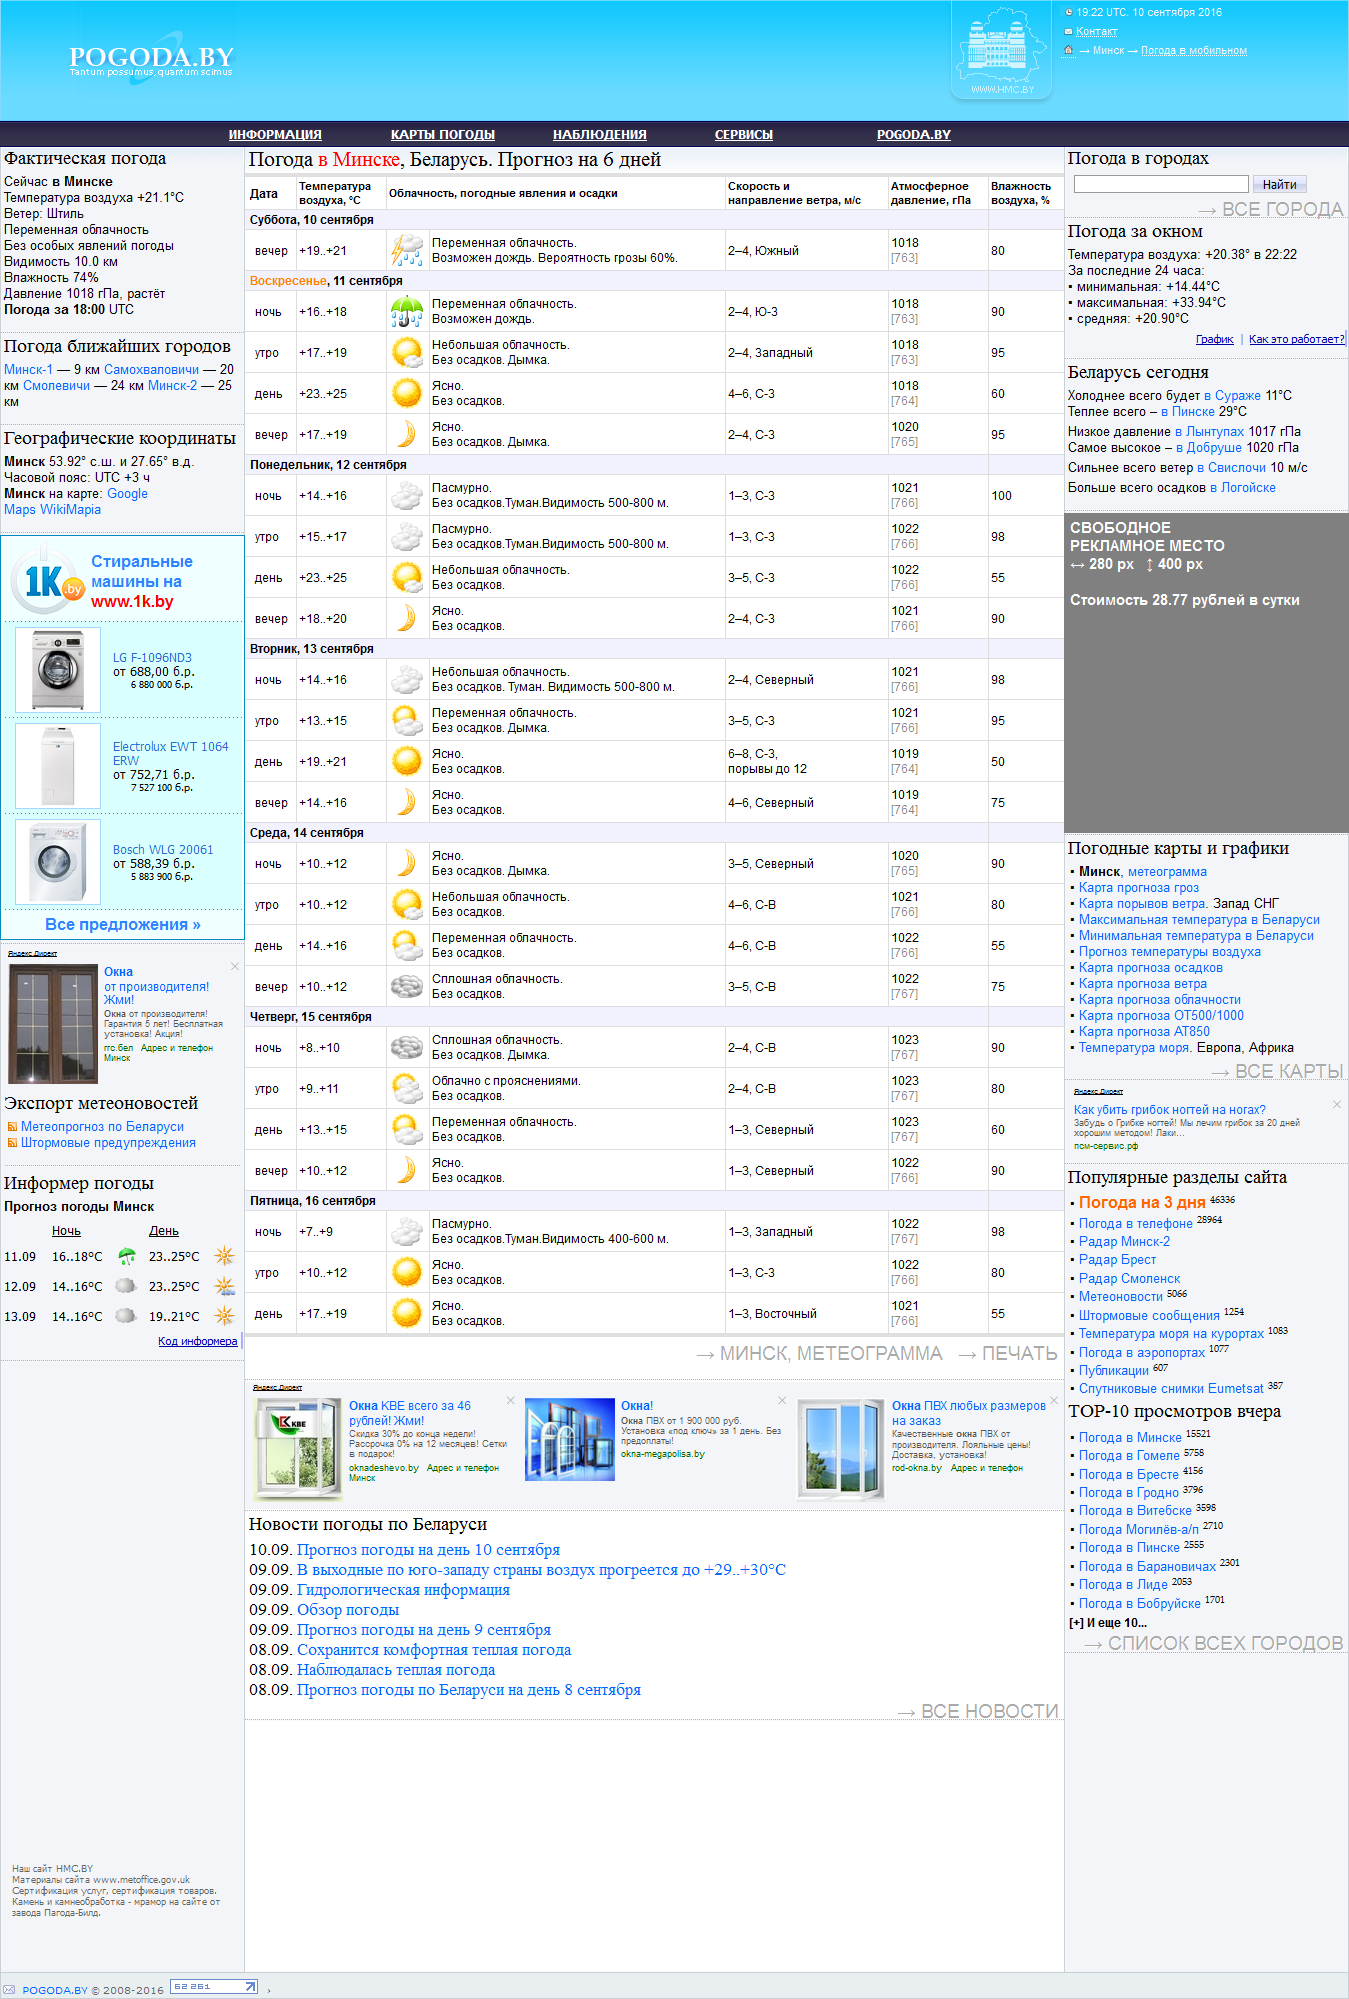 POGODA.BY
Tantum possumus, quantum scimus
WWW.HMC.BY
19:22 UTC. 10 сентября 2016
Контакт
→ Минск → Погода в мобильном
ИНФОРМАЦИЯ КАРТЫ ПОГОДЫ НАБЛЮДЕНИЯ СЕРВИСЫ POGODA.BY
Фактическая погода
Сейчас в Минске
Температура воздуха +21.1°C
Ветер: Штиль
Переменная облачность
Без особых явлений погоды
Видимость 10.0 км
Влажность 74%
Давление 1018 гПа, растёт
Погода за 18:00 UTC
Погода ближайших городов
Минск-1 — 9 км Самохваловичи — 20
км Смолевичи — 24 км Минск-2 — 25
км
Географические координаты
Минск 53.92° с.ш. и 27.65° в.д.
Часовой пояс: UTC +3 ч
Минск на карте: Google
Maps WikiMapia
1K.by
Стиральные
машины на
www.1k.by
LG F-1096ND3
от 688,00 б.р.
6 880 000 б.р.
Electrolux EWT 1064
ERW
от 752,71 б.р.
7 527 100 б.р.
Bosch WLG 20061
от 588,39 б.р.
5 883 900 б.р.
Все предложения »
Яндекс.Директ
Окна
от производителя!
Жми!
Окна от производителя!
Гарантия 5 лет! Бесплатная
установка! Акция!
ггс.бел Адрес и телефон
Минск
Экспорт метеоновостей
Метеопрогноз по Беларуси
Штормовые предупреждения
Информер погоды
Прогноз погоды Минск
Ночь День
11.09 16..18°C 23..25°C
12.09 14..16°C 23..25°C
13.09 14..16°C 19..21°C
Код информера
Наш сайт HMC.BY
Материалы сайта www.metoffice.gov.uk
Сертификация услуг, сертификация товаров.
Камень и камнеобработка - мрамор на сайте от
завода Пагода-Билд.
Погода в Минске, Беларусь. Прогноз на 6 дней
Дата Температура воздуха, °C Облачность, погодные явления и осадки Скорость и направление ветра, м/с Атмосферное давление, гПа Влажность воздуха, %
Суббота, 10 сентября
вечер +19..+21 Переменная облачность. Возможен дождь. Вероятность грозы 60%. 2–4, Южный 1018 [763] 80
Воскресенье, 11 сентября
ночь +16..+18 Переменная облачность. Возможен дождь. 2–4, Ю-З 1018 [763] 90
утро +17..+19 Небольшая облачность. Без осадков. Дымка. 2–4, Западный 1018 [763] 95
день +23..+25 Ясно. Без осадков. 4–6, С-З 1018 [764] 60
вечер +17..+19 Ясно. Без осадков. Дымка. 2–4, С-З 1020 [765] 95
Понедельник, 12 сентября
ночь +14..+16 Пасмурно. Без осадков.Туман.Видимость 500-800 м. 1–3, С-З 1021 [766] 100
утро +15..+17 Пасмурно. Без осадков.Туман.Видимость 500-800 м. 1–3, С-З 1022 [766] 98
день +23..+25 Небольшая облачность. Без осадков. 3–5, С-З 1022 [766] 55
вечер +18..+20 Ясно. Без осадков. 2–4, С-З 1021 [766] 90
Вторник, 13 сентября
ночь +14..+16 Небольшая облачность. Без осадков. Туман. Видимость 500-800 м. 2–4, Северный 1021 [766] 98
утро +13..+15 Переменная облачность. Без осадков. Дымка. 3–5, С-З 1021 [766] 95
день +19..+21 Ясно. Без осадков. 6–8, С-З, порывы до 12 1019 [764] 50
вечер +14..+16 Ясно. Без осадков. 4–6, Северный 1019 [764] 75
Среда, 14 сентября
ночь +10..+12 Ясно. Без осадков. Дымка. 3–5, Северный 1020 [765] 90
утро +10..+12 Небольшая облачность. Без осадков. 4–6, С-В 1021 [766] 80
день +14..+16 Переменная облачность. Без осадков. 4–6, С-В 1022 [766] 55
вечер +10..+12 Сплошная облачность. Без осадков. 3–5, С-В 1022 [767] 75
Четверг, 15 сентября
ночь +8..+10 Сплошная облачность. Без осадков. Дымка. 2–4, С-В 1023 [767] 90
утро +9..+11 Облачно с прояснениями. Без осадков. 2–4, С-В 1023 [767] 80
день +13..+15 Переменная облачность. Без осадков. 1–3, Северный 1023 [767] 60
вечер +10..+12 Ясно. Без осадков. 1–3, Северный 1022 [766] 90
Пятница, 16 сентября
ночь +7..+9 Пасмурно. Без осадков.Туман.Видимость 400-600 м. 1–3, Западный 1022 [767] 98
утро +10..+12 Ясно. Без осадков. 1–3, С-З 1022 [766] 80
день +17..+19 Ясно. Без осадков. 1–3, Восточный 1021 [766] 55
→ МИНСК, МЕТЕОГРАММА → ПЕЧАТЬ
Яндекс.Директ
KBE
Окна KBE всего за 46
рублей! Жми!
Скидка 30% до конца недели!
Рассрочка 0% на 12 месяцев! Сетки
в подарок!
oknadeshevo.by Адрес и телефон
Минск
Окна!
Окна ПВХ от 1 900 000 руб.
Установка «под ключ» за 1 день. Без
предоплаты!
okna-megapolisa.by
Окна ПВХ любых размеров
на заказ
Качественные окна ПВХ от
производителя. Лояльные цены!
Доставка, установка!
rod-okna.by Адрес и телефон
Новости погоды по Беларуси
10.09. Прогноз погоды на день 10 сентября
09.09. В выходные по юго-западу страны воздух прогреется до +29..+30°C
09.09. Гидрологическая информация
09.09. Обзор погоды
09.09. Прогноз погоды на день 9 сентября
08.09. Сохранится комфортная теплая погода
08.09. Наблюдалась теплая погода
08.09. Прогноз погоды по Беларуси на день 8 сентября
→ ВСЕ НОВОСТИ
Погода в городах
Найти
→ ВСЕ ГОРОДА
Погода за окном
Температура воздуха: +20.38° в 22:22
За последние 24 часа:
▪ минимальная: +14.44°C
▪ максимальная: +33.94°C
▪ средняя: +20.90°C
График | Как это работает?
Беларусь сегодня
Холоднее всего будет в Сураже 11°C
Теплее всего – в Пинске 29°C
Низкое давление в Лынтупах 1017 гПа
Самое высокое – в Добруше 1020 гПа
Сильнее всего ветер в Свислочи 10 м/с
Больше всего осадков в Логойске
СВОБОДНОЕ
РЕКЛАМНОЕ МЕСТО
↔ 280 px ↕ 400 px
Стоимость 28.77 рублей в сутки
Погодные карты и графики
▪ Минск, метеограмма
▪ Карта прогноза гроз
▪ Карта порывов ветра. Запад СНГ
▪ Максимальная температура в Беларуси
▪ Минимальная температура в Беларуси
▪ Прогноз температуры воздуха
▪ Карта прогноза осадков
▪ Карта прогноза ветра
▪ Карта прогноза облачности
▪ Карта прогноза OT500/1000
▪ Карта прогноза AT850
▪ Температура моря. Европа, Африка
→ ВСЕ КАРТЫ
Яндекс.Директ
Как убить грибок ногтей на ногах?
Забудь о Грибке ногтей! Мы лечим грибок за 20 дней
хорошим методом! Лаки...
псм-сервис.рф
Популярные разделы сайта
▪ Погода на 3 дня 46336
▪ Погода в телефоне 28964
▪ Радар Минск-2
▪ Радар Брест
▪ Радар Смоленск
▪ Метеоновости 5066
▪ Штормовые сообщения 1254
▪ Температура моря на курортах 1083
▪ Погода в аэропортах 1077
▪ Публикации 607
▪ Спутниковые снимки Eumetsat 387
TOP-10 просмотров вчера
▪ Погода в Минске 15521
▪ Погода в Гомеле 5758
▪ Погода в Бресте 4156
▪ Погода в Гродно 3796
▪ Погода в Витебске 3598
▪ Погода Могилёв-а/п 2710
▪ Погода в Пинске 2555
▪ Погода в Барановичах 2301
▪ Погода в Лиде 2053
▪ Погода в Бобруйске 1701
[+] И еще 10...
→ СПИСОК ВСЕХ ГОРОДОВ
POGODA.BY © 2008-2016 62 261 ›